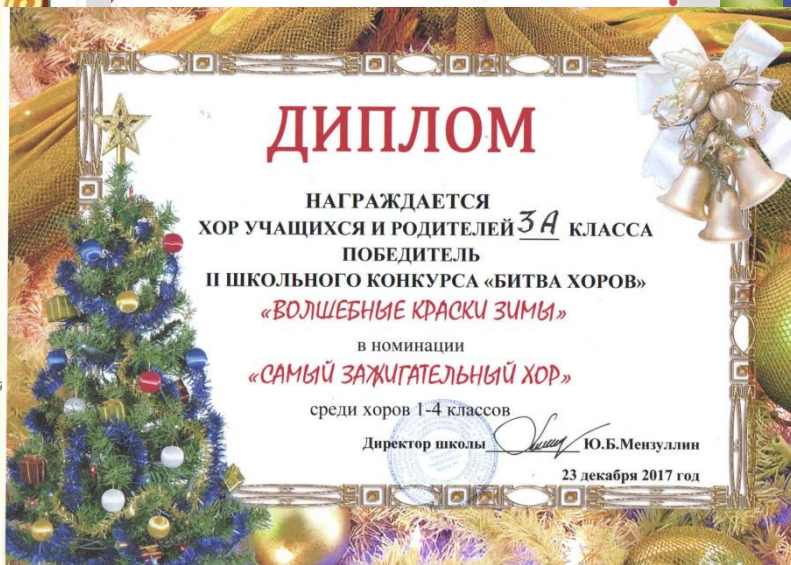 ДИПЛОМ
НАГРАЖДАЕТСЯ
ХОР УЧАЩИХСЯ И РОДИТЕЛЕЙ 3А КЛАССА
ПОБЕДИТЕЛЬ
II ШКОЛЬНОГО КОНКУРСА «БИТВА ХОРОВ»
«ВОЛШЕБНЫЕ КРАСКИ ЗИМЫ»
в номинации
«САМЫЙ ЗАЖИГАТЕЛЬНЫЙ ХОР»
среди хоров 1-4 классов
Директор школы Ю.Б.Мензуллин
23 декабря 2017 год